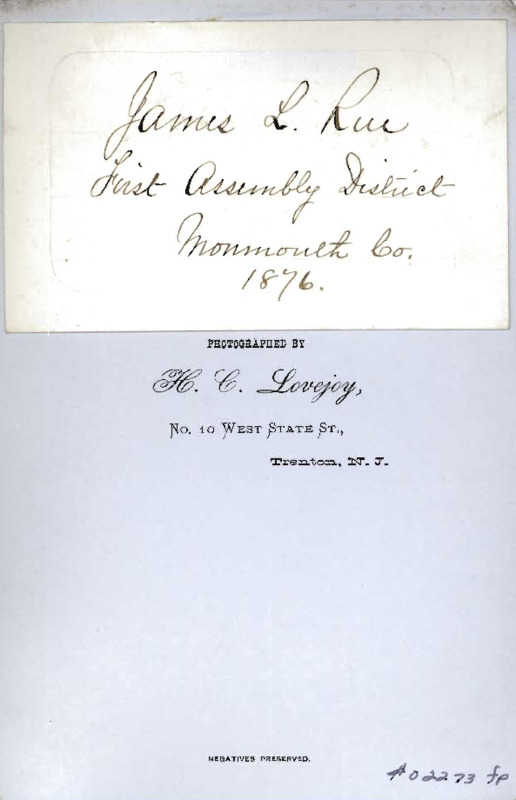 James L. Rue
First Assembly District
Monmouth Co.
1876.
PHOTOGRAPHED BY
H. C. Lovejoy,
No. 10 West State St.,
Trenton, N. J.
NEGATIVES PRESERVED.
#02273 fp